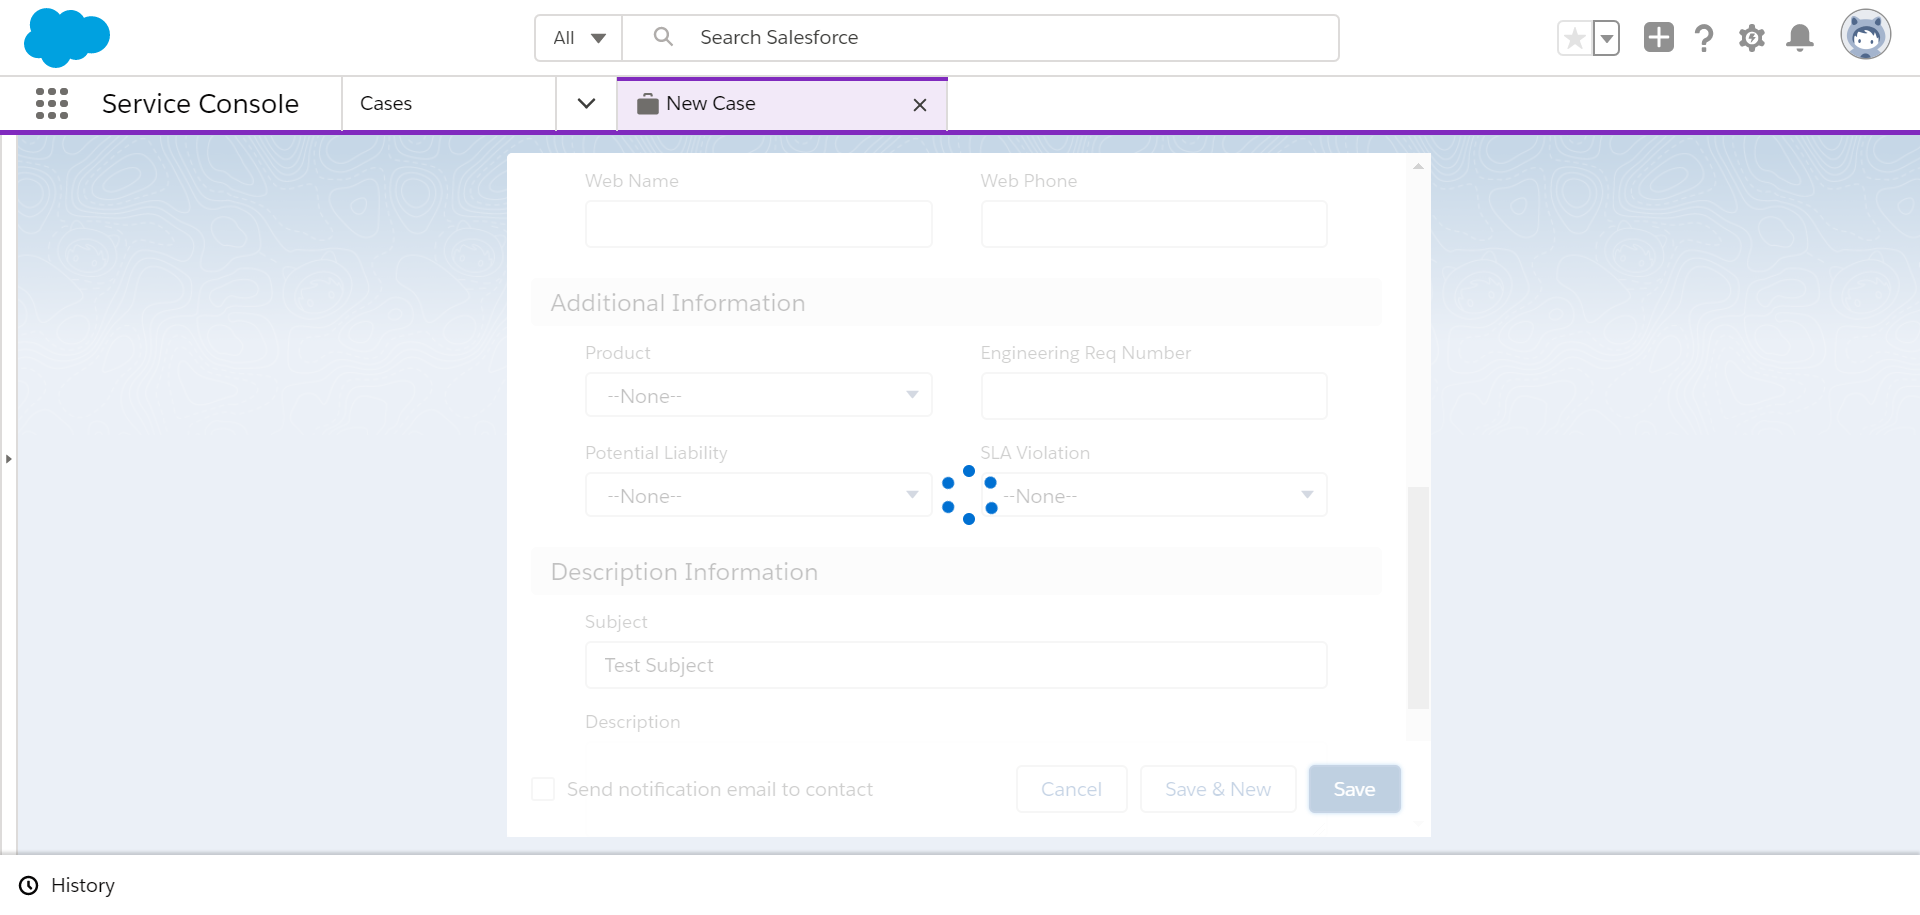 All
Search Salesforce
Service Console
Cases
New Case
Web Name
Web Phone
Additional Information
Product
Engineering Req Number
--None--
Potential Liability
SLA Violation
--None--
--None--
Description Information
Subject
Test Subject
Description
Send notification email to contact
Cancel
Save & New
Save
History